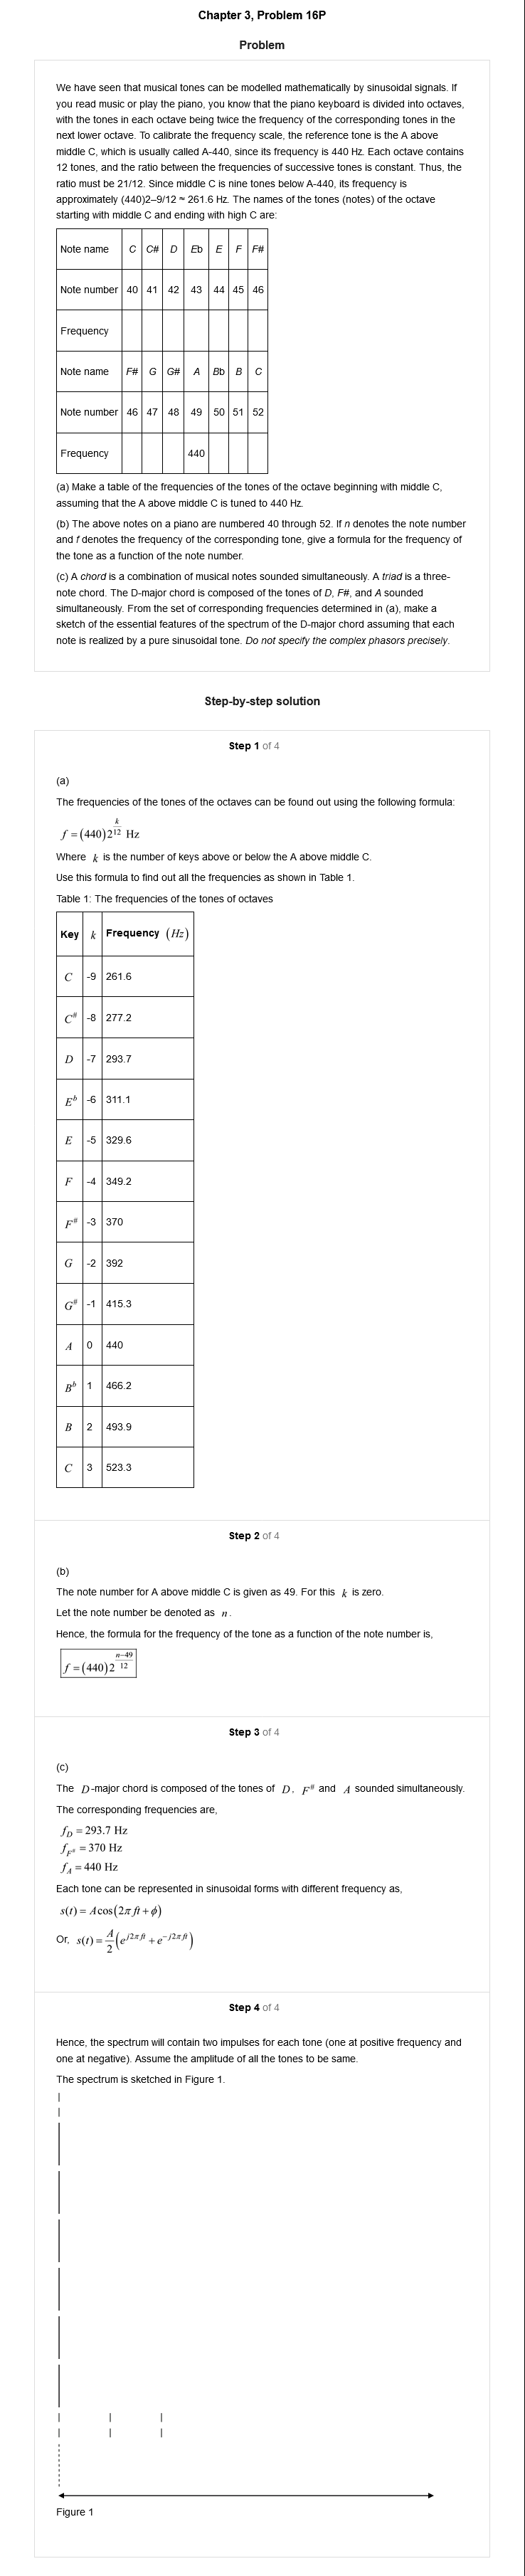 Chapter 3, Problem 16P
Problem
We have seen that musical tones can be modelled mathematically by sinusoidal signals. If
you read music or play the piano, you know that the piano keyboard is divided into octaves,
with the tones in each octave being twice the frequency of the corresponding tones in the
next lower octave. To calibrate the frequency scale, the reference tone is the A above
middle C, which is usually called A-440, since its frequency is 440 Hz. Each octave contains
12 tones, and the ratio between the frequencies of successive tones is constant. Thus, the
ratio must be 21/12. Since middle C is nine tones below A-440, its frequency is
approximately (440)2–9/12 ≈ 261.6 Hz. The names of the tones (notes) of the octave
starting with middle C and ending with high C are:
Note name C C# D Eb E F F#
Note number 40 41 42 43 44 45 46
Frequency
Note name F# G G# A Bb B C
Note number 46 47 48 49 50 51 52
Frequency 440
(a) Make a table of the frequencies of the tones of the octave beginning with middle C,
assuming that the A above middle C is tuned to 440 Hz.
(b) The above notes on a piano are numbered 40 through 52. If n denotes the note number
and f denotes the frequency of the corresponding tone, give a formula for the frequency of
the tone as a function of the note number.
(c) A chord is a combination of musical notes sounded simultaneously. A triad is a three-
note chord. The D-major chord is composed of the tones of D, F#, and A sounded
simultaneously. From the set of corresponding frequencies determined in (a), make a
sketch of the essential features of the spectrum of the D-major chord assuming that each
note is realized by a pure sinusoidal tone. Do not specify the complex phasors precisely.
Step-by-step solution
Step 1 of 4
(a)
The frequencies of the tones of the octaves can be found out using the following formula:
f = (440)2^(k/12) Hz
Where k is the number of keys above or below the A above middle C.
Use this formula to find out all the frequencies as shown in Table 1.
Table 1: The frequencies of the tones of octaves
Key k Frequency (Hz)
C -9 261.6
C# -8 277.2
D -7 293.7
Eb -6 311.1
E -5 329.6
F -4 349.2
F# -3 370
G -2 392
G# -1 415.3
A 0 440
Bb 1 466.2
B 2 493.9
C 3 523.3
Step 2 of 4
(b)
The note number for A above middle C is given as 49. For this k is zero.
Let the note number be denoted as n.
Hence, the formula for the frequency of the tone as a function of the note number is,
f = (440)2^((n−49)/12)
Step 3 of 4
(c)
The D-major chord is composed of the tones of D, F# and A sounded simultaneously.
The corresponding frequencies are,
f_D = 293.7 Hz
f_F# = 370 Hz
f_A = 440 Hz
Each tone can be represented in sinusoidal forms with different frequency as,
s(t) = A cos(2π ft + ϕ)
Or, s(t) = A/2 (e^(j2π ft) + e^(−j2π ft))
Step 4 of 4
Hence, the spectrum will contain two impulses for each tone (one at positive frequency and
one at negative). Assume the amplitude of all the tones to be same.
The spectrum is sketched in Figure 1.
Figure 1